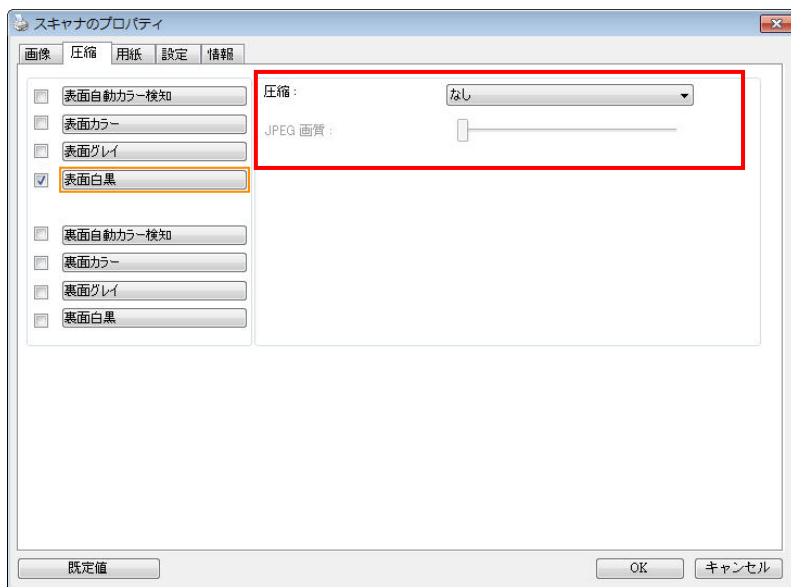 スキャナのプロパティ
画像 圧縮 用紙 設定 情報
表面自動カラー検知
表面カラー
表面グレイ
表面白黒
裏面自動カラー検知
裏面カラー
裏面グレイ
裏面白黒
圧縮: なし
JPEG 画質:
既定値 OK キャンセル